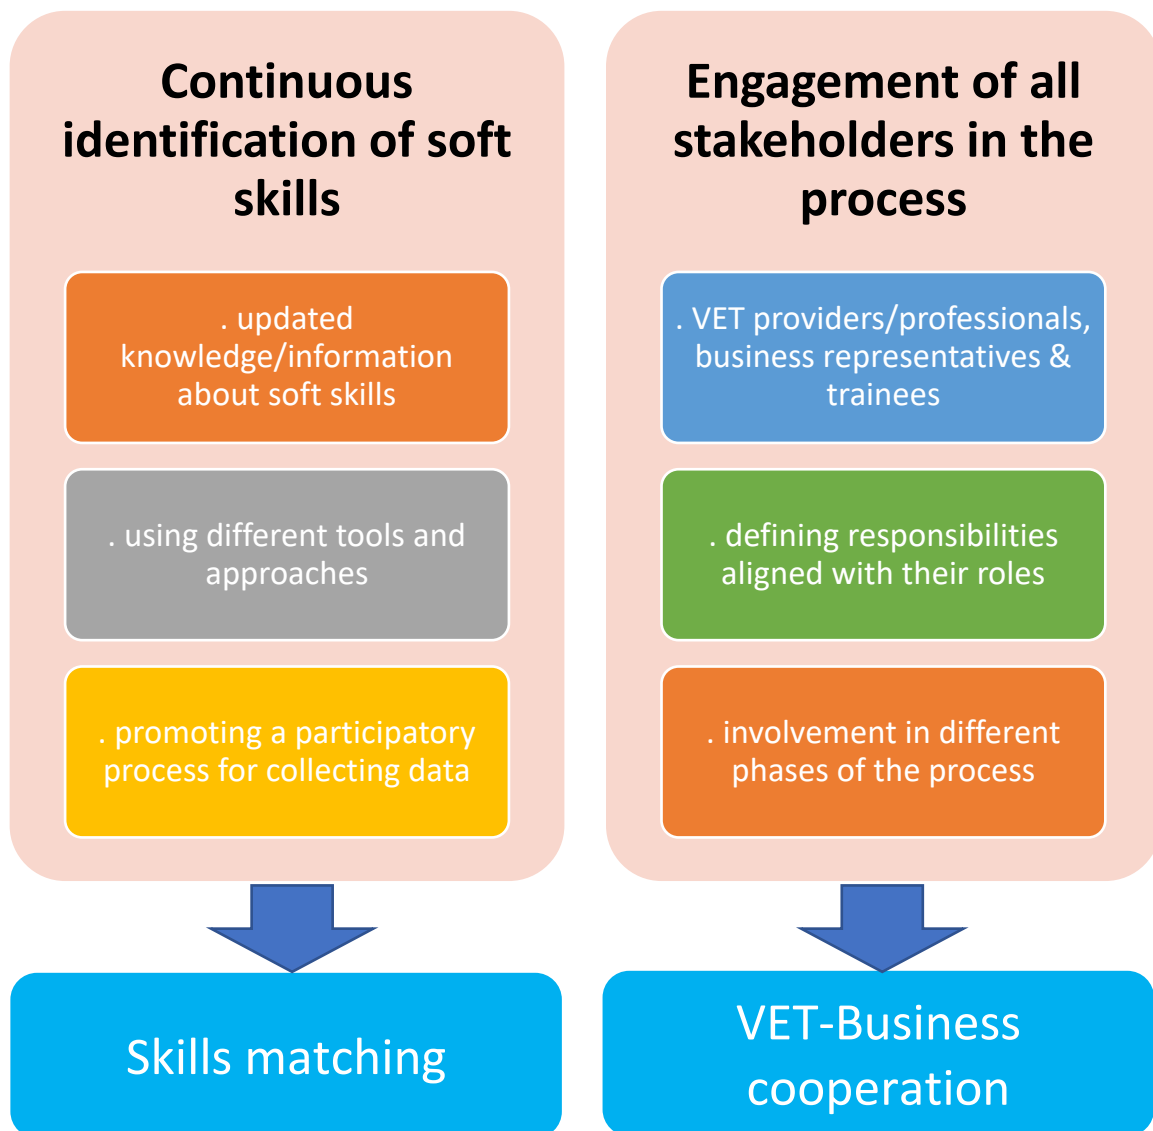 Continuous
identification of soft
skills
. updated
knowledge/information
about soft skills
. using different tools and
approaches
. promoting a participatory
process for collecting data
Skills matching
Engagement of all
stakeholders in the
process
. VET providers/professionals,
business representatives &
trainees
. defining responsibilities
aligned with their roles
. involvement in different
phases of the process
VET-Business
cooperation